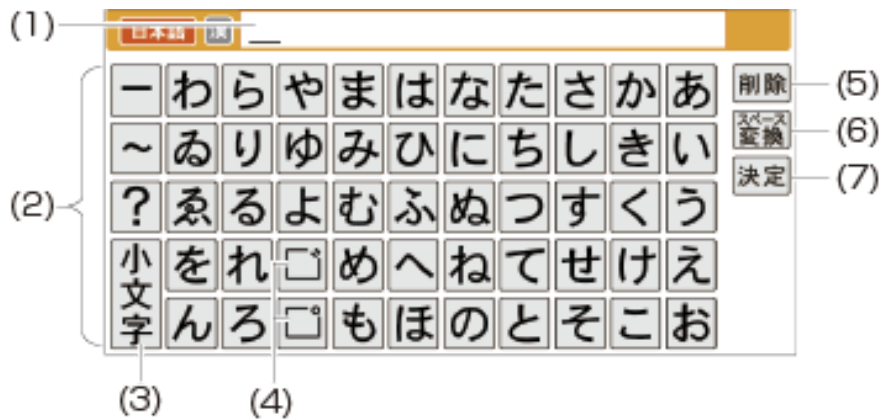 (1) 日本語 漢
ー わ ら や ま は な た さ か あ 削除 (5)
～ ゐ り ゆ み ひ に ち し き い スペース 変換 (6)
(2) ? ゑ る よ む ふ ぬ つ す く う 決定 (7)
小文字 を れ ゛ め へ ね て せ け え
ん ろ ゜ も ほ の と そ こ お
(3) (4)